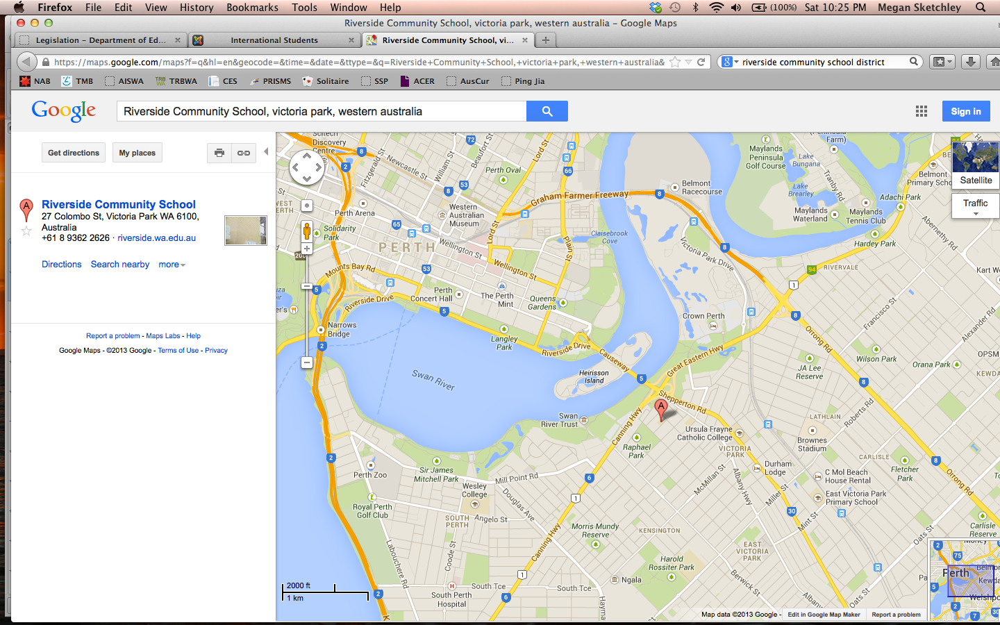 Firefox File Edit View History Bookmarks Tools Window Help (100%) Sat 10:25 PM Megan Sketchley
Riverside Community School, victoria park, western australia – Google Maps
Legislation – Department of Ed... International Students Riverside Community School, vi...
https://maps.google.com/maps?f=q&hl=en&geocode=&time=&date=&ttype=&q=Riverside+Community+School,+victoria+park,+western+australia& riverside community school district
NAB TMB AISWA TRBWA CES PRISMS Solitaire SSP ACER AusCur Ping Jia
Google Riverside Community School, victoria park, western australia Sign in
Get directions My places
A Riverside Community School
27 Colombo St, Victoria Park WA 6100,
Australia
+61 8 9362 2626 · riverside.wa.edu.au
Directions Search nearby more
Report a problem - Maps Labs - Help
Google Maps - ©2013 Google - Terms of Use - Privacy
Satellite
Traffic
Scitech
Discovery
Centre
Fitzgerald St
Newcastle St
William St
Beaufort St
Lord St
Perth Oval
Perth Arena
Solidarity
Park
Western
Australian
Museum
PERTH
Graham Farmer Freeway
Belmont
Racecourse
Maylands
Peninsula
Golf Course
Lake
Bungana
Lake
Brearley
Tranby Rd
Belmont
Primary School
Adachi Park
Maylands
Waterland
Maylands
Tennis Club
Hardey Park
Abernethy Rd
Claisebrook
Cove
Victoria Park Drive
RIVERVALE
Lord St
Plain St
Wellington St
Wellington St
Mounts Bay Rd
Riverside Drive
Perth
Concert Hall
The Perth
Mint
Queens
Gardens
Crown Perth
Francisco St
Alexander Rd
Kart W
Narrows
Bridge
Langley
Park
Riverside Drive
Causeway
Great Eastern Hwy
Orrong Rd
JA Lee
Reserve
Wilson Park
Orana Park
OPSM
KEWDA
Heirisson
Island
Swan River
Shepperton Rd
A
Swan
River Trust
Canning Hwy
Raphael
Park
Ursula Frayne
Catholic College
VICTORIA
PARK
LATHLAIN
Roberts Rd
Brownes
Stadium
CARLISLE
Fletcher
Park
Orrong Rd
Perth Zoo
Sir James
Mitchell Park
Mill Point Rd
Wesley
College
McMillan St
Durham
Lodge
Albany Hwy
Miller St
C Mol Beach
House Rental
East Victoria Park
Primary School
Mint St
Royal Perth
Golf Club
SOUTH
PERTH
Angelo St
Douglas Ave
Labouchere Rd
Coode St
Morris Mundy
Reserve
Canning Hwy
KENSINGTON
EAST
VICTORIA
PARK
Oats St
Carlisle
Reserve
Harold
Rossiter Park
Ngala
Berwick St
Albany
Oats St
South Tce
South Tce
South Perth
Hospital
Hayma
2000 ft
1 km
Perth
Map data ©2013 Google - Edit in Google Map Maker Report a problem